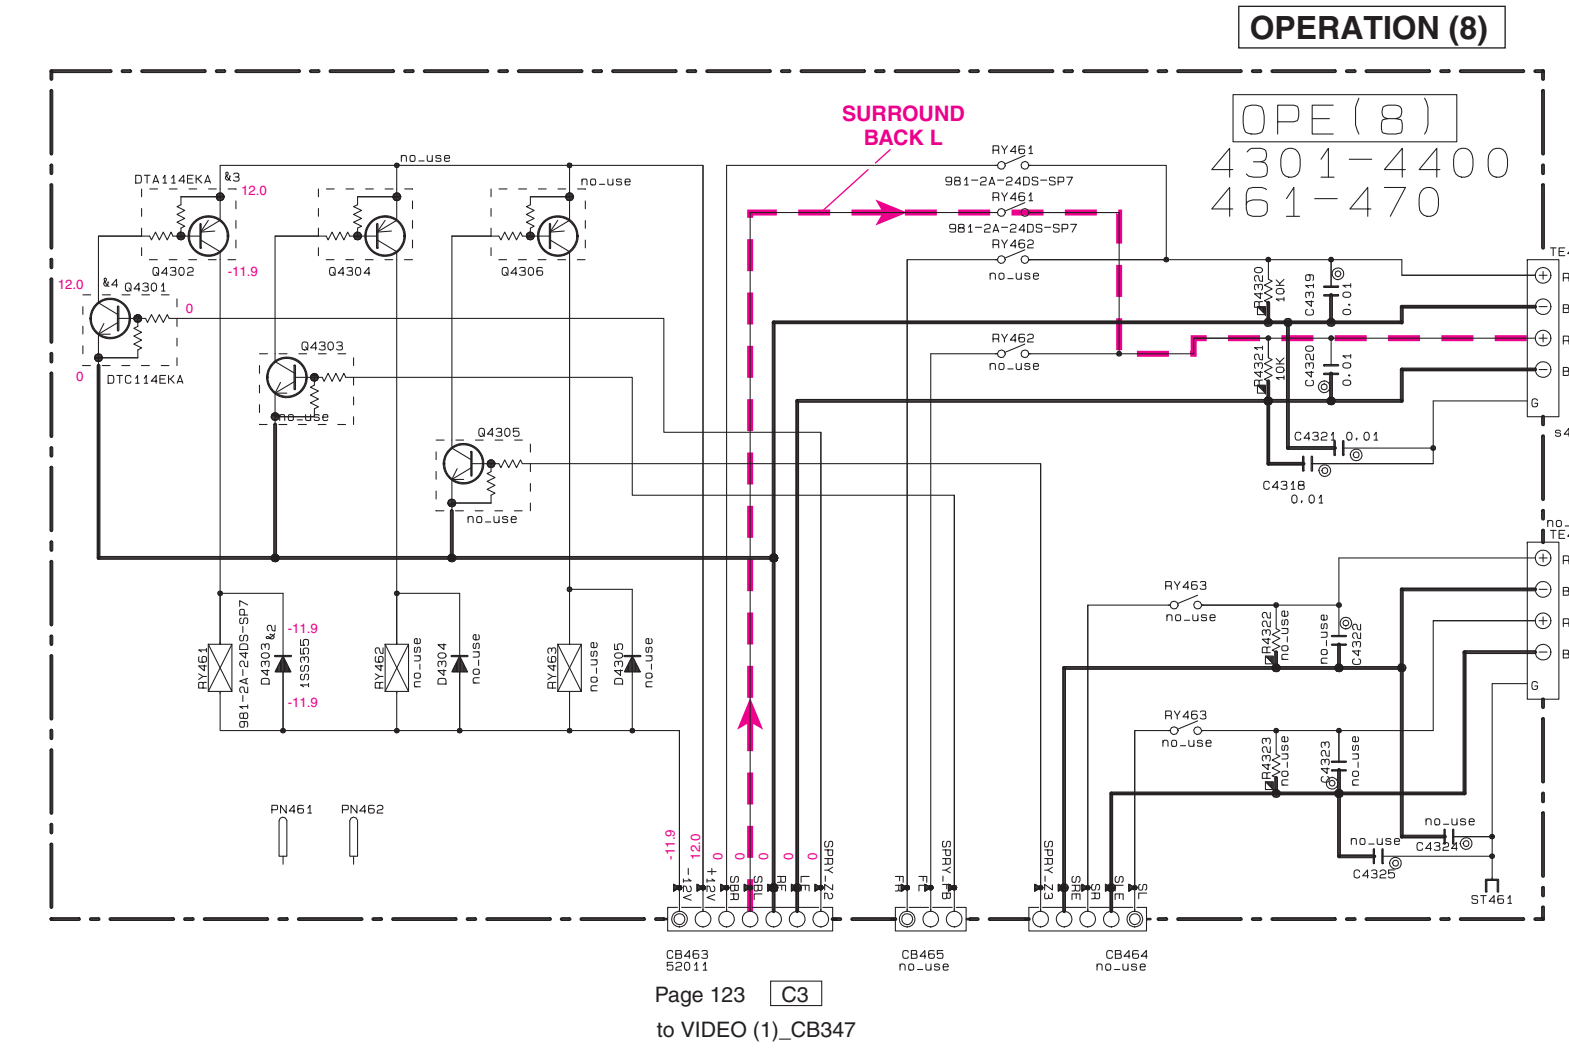 OPERATION (8)
OPE(8)
4301-4400
461-470
SURROUND
BACK L
RY461
981-2A-24DS-SP7
RY461
981-2A-24DS-SP7
RY462
no_use
RY462
no_use
no_use
DTA114EKA
&3
12.0
Q4302
-11.9
Q4304
no_use
Q4306
12.0
&4
Q4301
0
0
DTC114EKA
Q4303
no_use
Q4305
no_use
R4320
10K
C4319
0.01
R4321
10K
C4320
0.01
C4321 0.01
C4318
0.01
TE4
R
B
R
B
G
s4
no_
TE4
R
B
R
B
G
RY461
981-2A-24DS-SP7
D4303
&2
1SS355
-11.9
-11.9
RY462
no_use
D4304
no_use
RY463
no_use
D4305
no_use
RY463
no_use
R4322
no_use
no_use
C4322
RY463
no_use
R4323
no_use
C4323
no_use
no_use
C4324
no_use
C4325
ST461
PN461
PN462
-11.9
12.0
0
0
0
0
0
-12V
+12V
SBR
SBL
RE
LE
SPRY_Z2
FR
FL
SPRY_FB
SPRY_Z3
SRE
SR
SLE
SL
CB463
52011
CB465
no_use
CB464
no_use
Page 123
C3
to VIDEO (1)_CB347